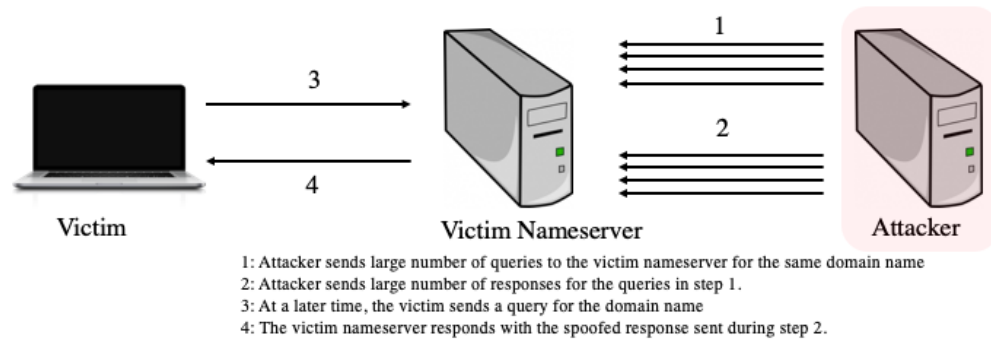 1
3
2
4
Victim
Victim Nameserver
Attacker
1: Attacker sends large number of queries to the victim nameserver for the same domain name
2: Attacker sends large number of responses for the queries in step 1.
3: At a later time, the victim sends a query for the domain name
4: The victim nameserver responds with the spoofed response sent during step 2.